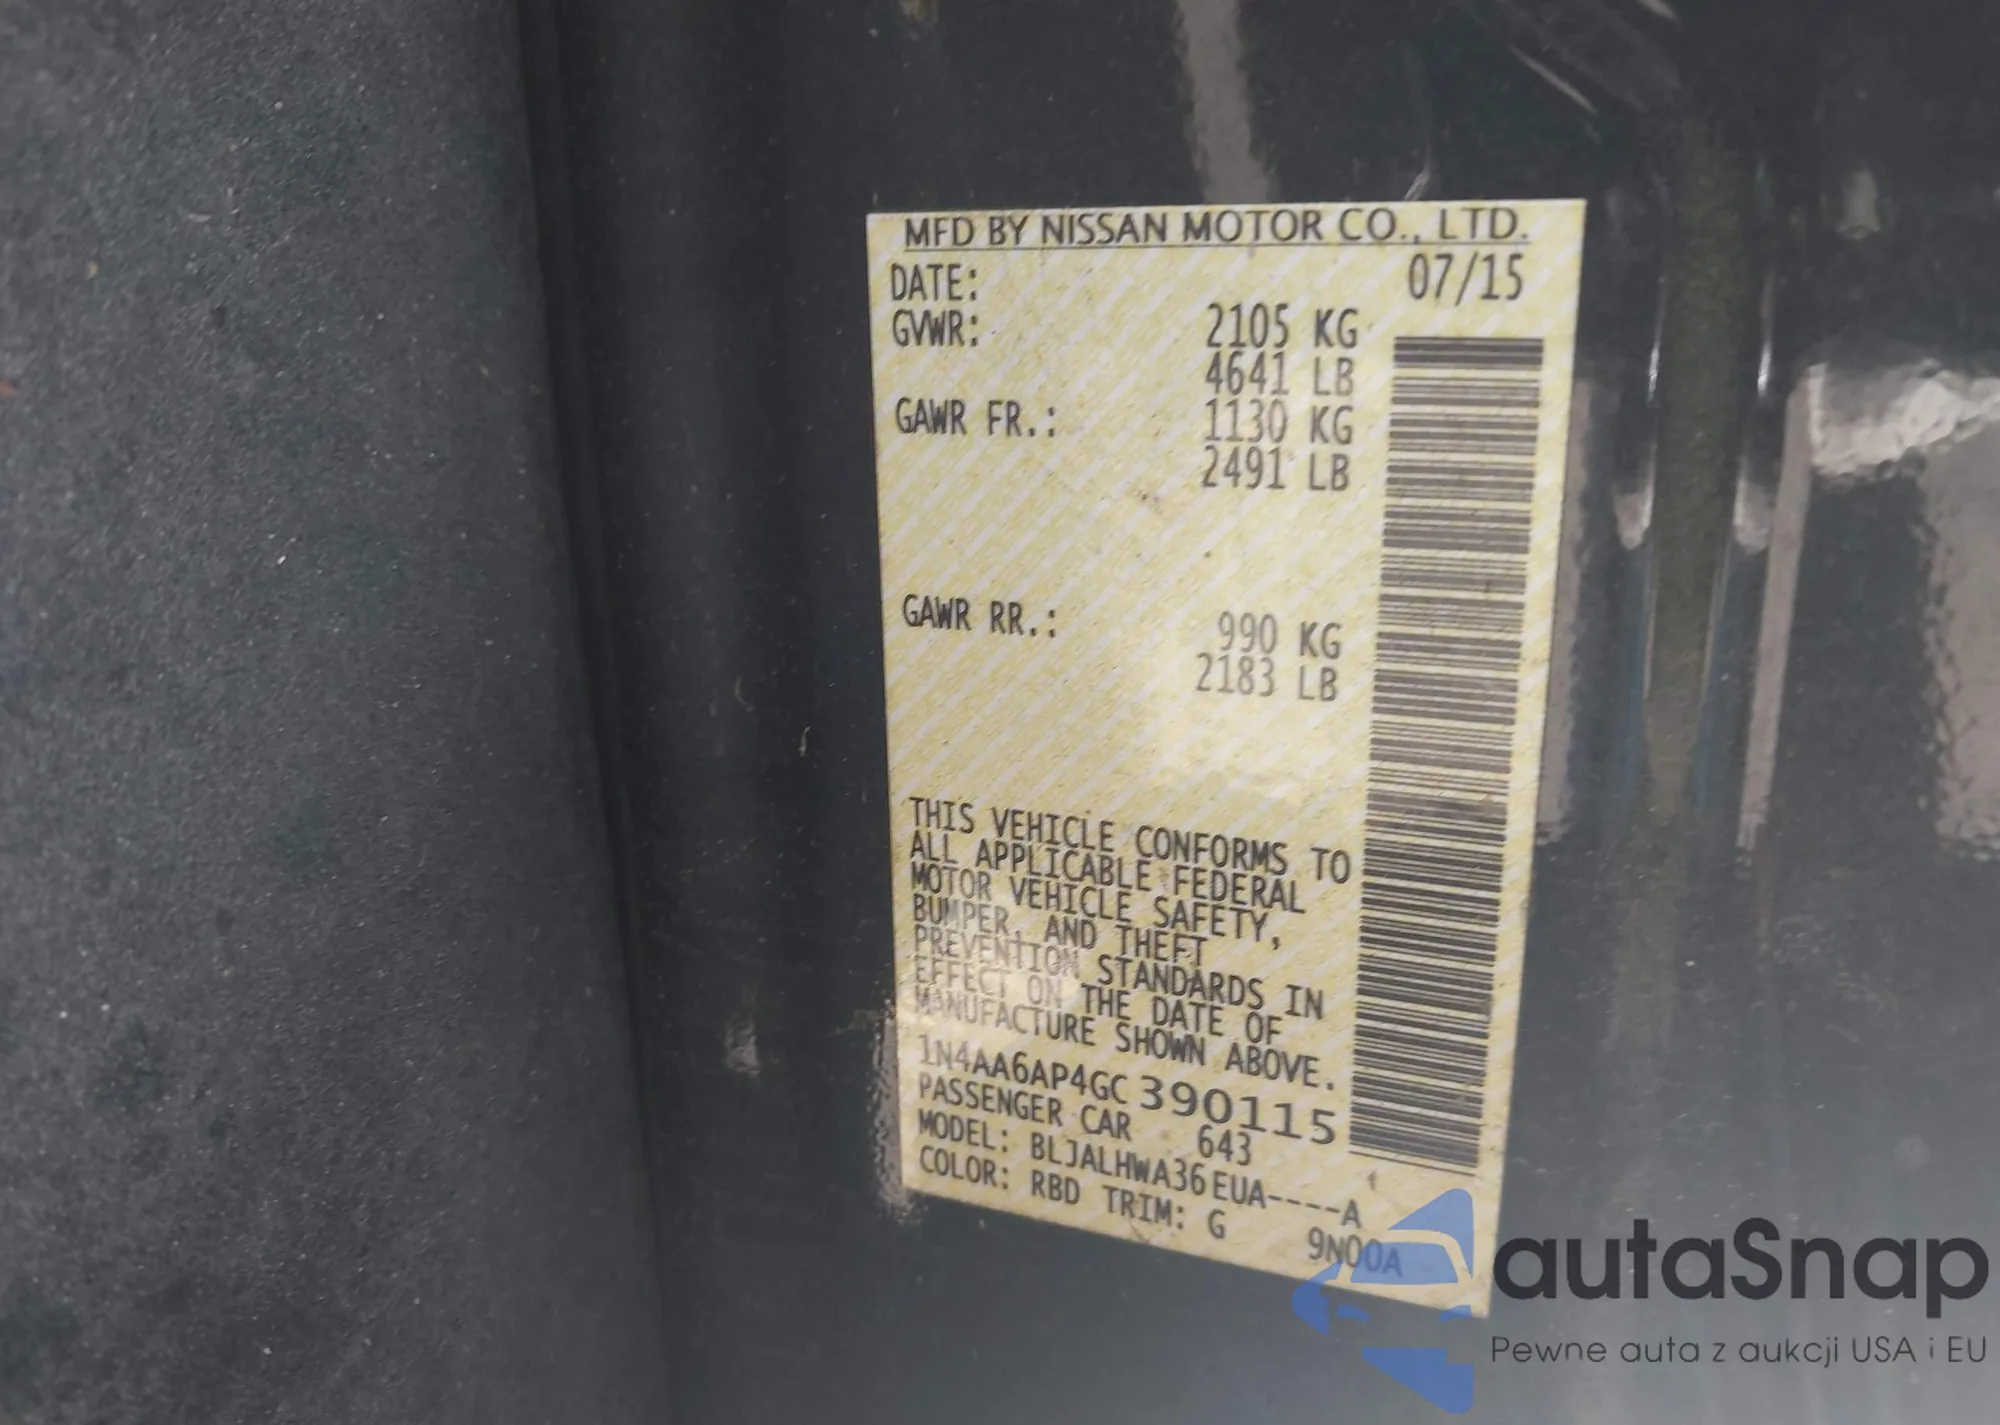 MFD BY NISSAN MOTOR CO., LTD.
DATE: 07/15
GVWR: 2105 KG
4641 LB
GAWR FR.: 1130 KG
2491 LB
GAWR RR.: 990 KG
2183 LB
THIS VEHICLE CONFORMS TO
ALL APPLICABLE FEDERAL
MOTOR VEHICLE SAFETY,
BUMPER, AND THEFT
PREVENTION STANDARDS IN
EFFECT ON THE DATE OF
MANUFACTURE SHOWN ABOVE.
1N4AA6AP4GC390115
PASSENGER CAR 643
MODEL: BLJALHWA36EUA----A
COLOR: RBD TRIM: G 9N00A
autaSnap
Pewne auta z aukcji USA i EU